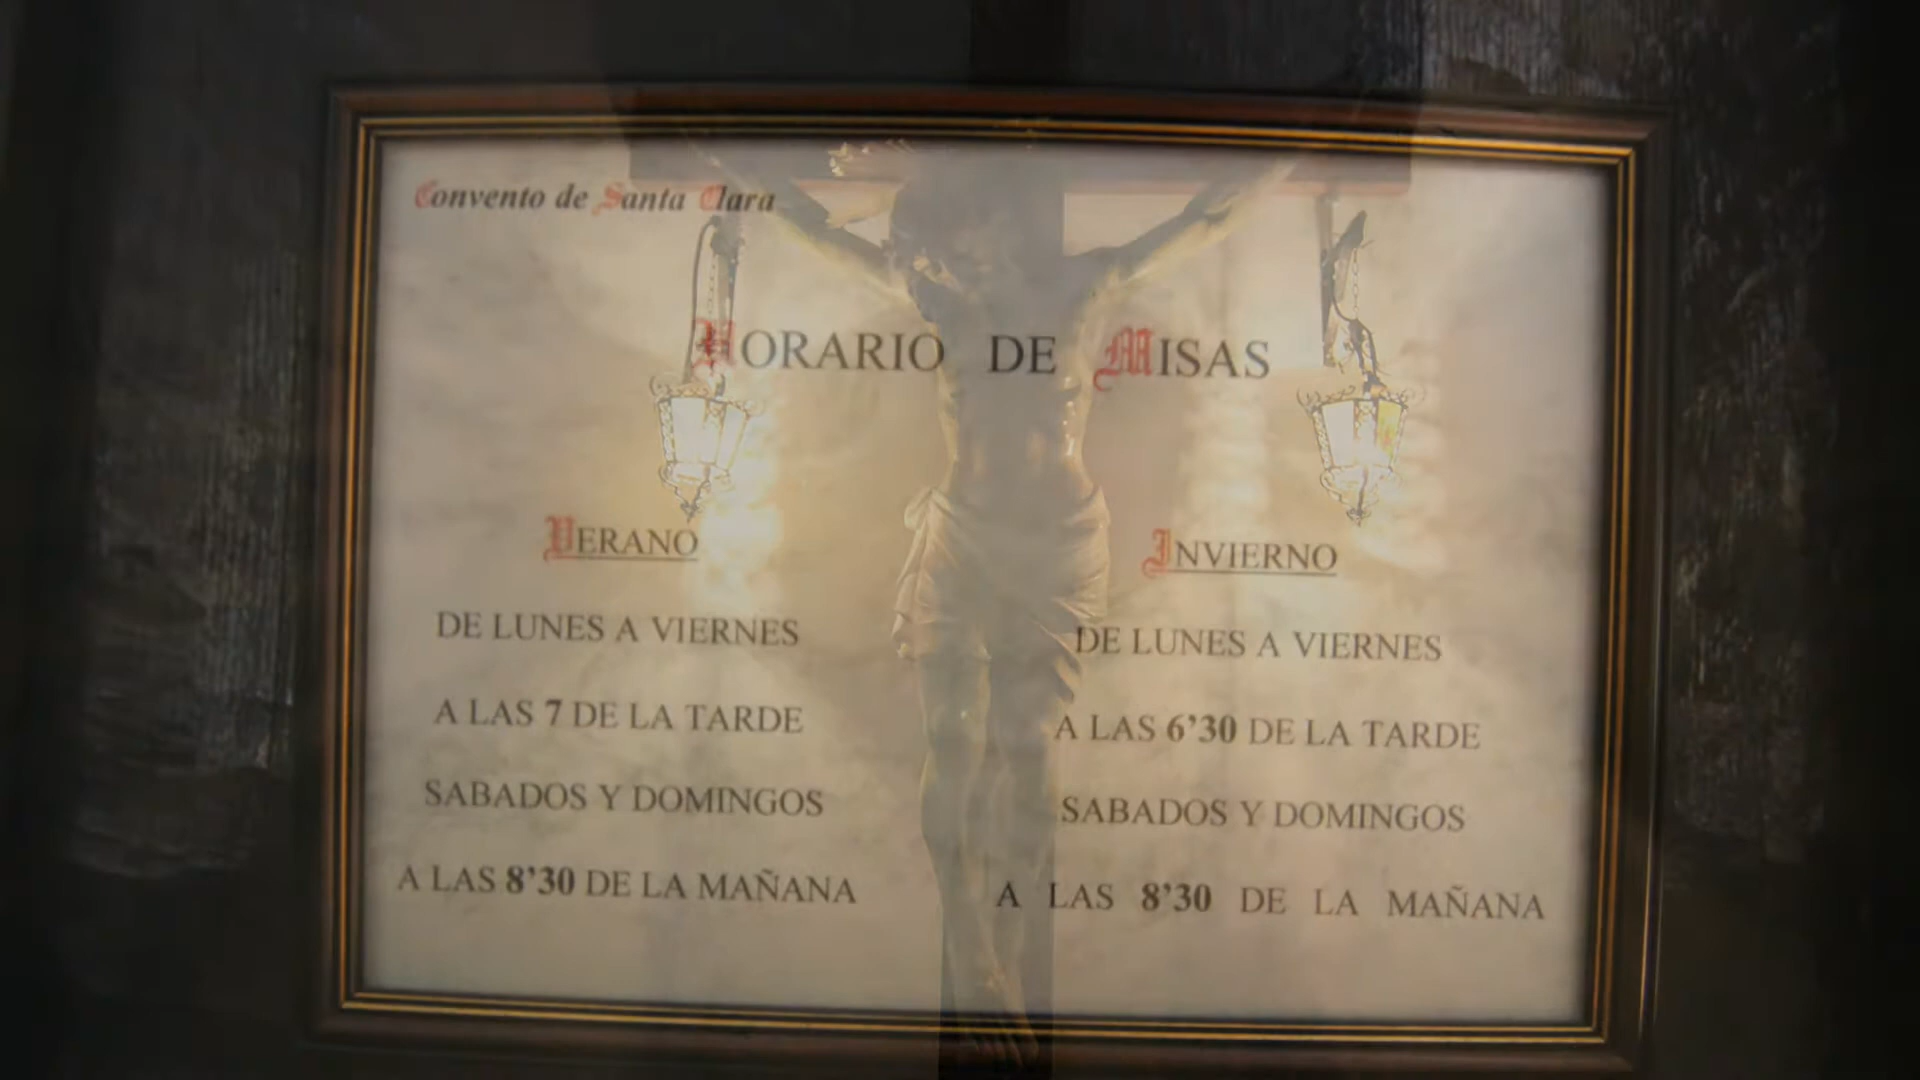 Convento de Santa Clara
HORARIO DE MISAS
VERANO
DE LUNES A VIERNES
A LAS 7 DE LA TARDE
SABADOS Y DOMINGOS
A LAS 8'30 DE LA MAÑANA
INVIERNO
DE LUNES A VIERNES
A LAS 6'30 DE LA TARDE
SABADOS Y DOMINGOS
A LAS 8'30 DE LA MAÑANA